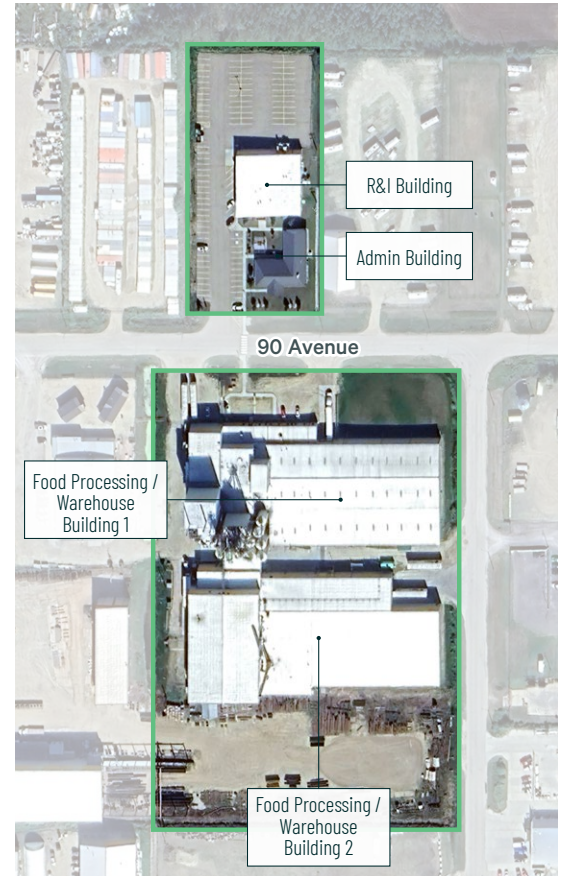 R&I Building
Admin Building
90 Avenue
Food Processing /
Warehouse
Building 1
Food Processing /
Warehouse
Building 2